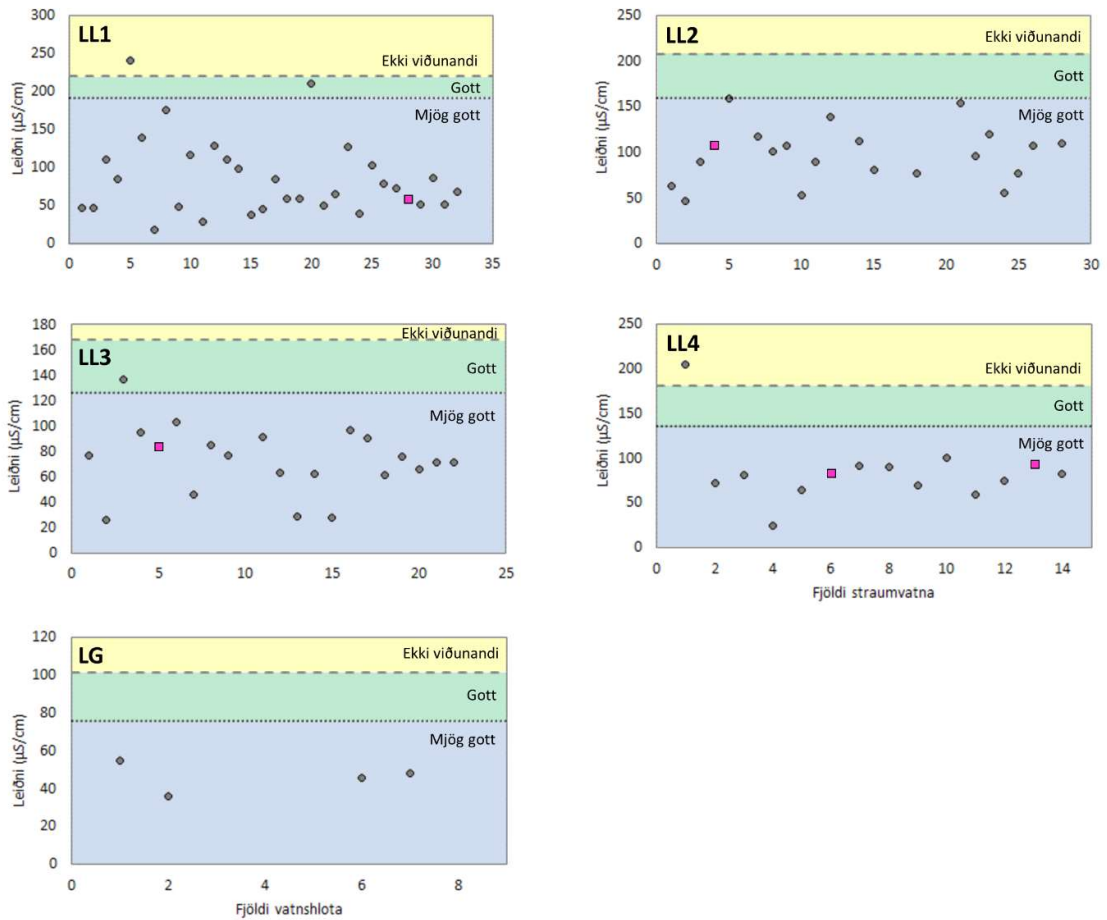 LL1
300
250
200
150
100
50
0
Leiðni (µS/cm)
Ekki viðunandi
Gott
Mjög gott
0 5 10 15 20 25 30 35
LL2
250
200
150
100
50
0
Leiðni (µS/cm)
Ekki viðunandi
Gott
Mjög gott
0 5 10 15 20 25 30
LL3
180
160
140
120
100
80
60
40
20
0
Leiðni (µS/cm)
Ekki viðunandi
Gott
Mjög gott
0 5 10 15 20 25
LL4
250
200
150
100
50
0
Leiðni (µS/cm)
Ekki viðunandi
Gott
Mjög gott
0 2 4 6 8 10 12 14
Fjöldi straumvatna
LG
120
100
80
60
40
20
0
Leiðni (µS/cm)
Ekki viðunandi
Gott
Mjög gott
0 2 4 6 8
Fjöldi vatnshlota